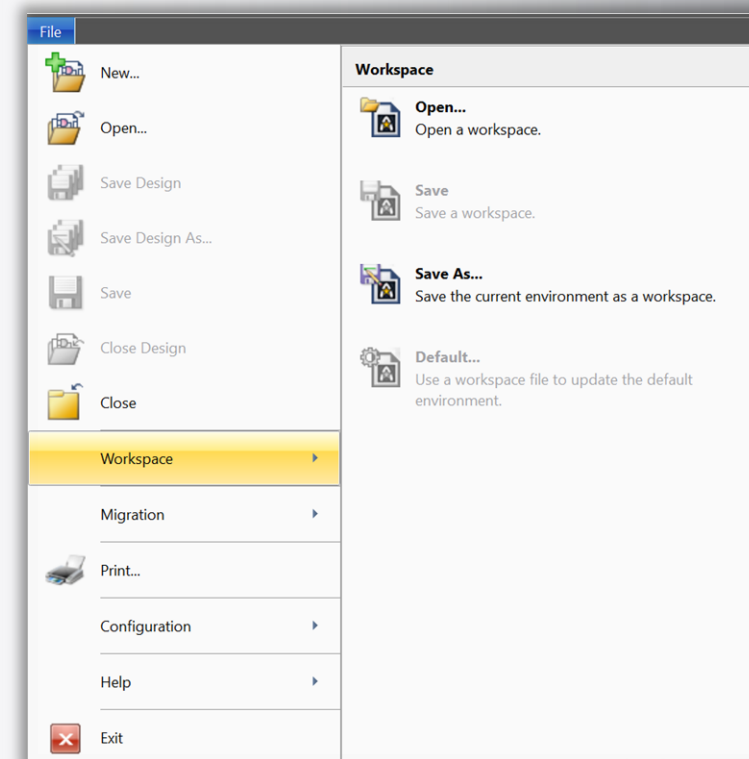 File
New...
Open...
Save Design
Save Design As...
Save
Close Design
Close
Workspace
Migration
Print...
Configuration
Help
Exit
Workspace
Open...
Open a workspace.
Save
Save a workspace.
Save As...
Save the current environment as a workspace.
Default...
Use a workspace file to update the default
environment.